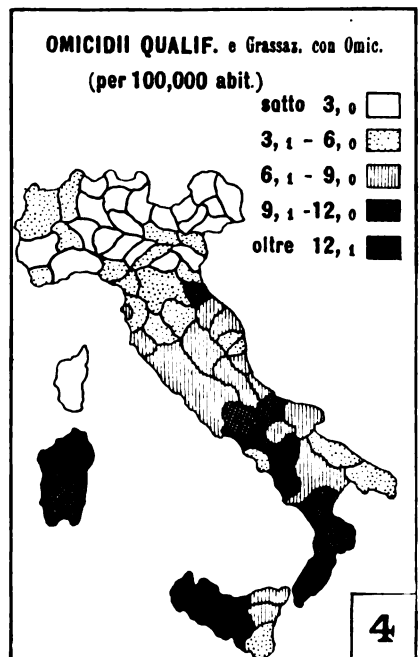 OMICIDII QUALIF. e Grassaz. con Omic.
(per 100,000 abit.)
sotto 3, 0
3, 1 - 6, 0
6, 1 - 9, 0
9, 1 -12, 0
oltre 12, 1
4